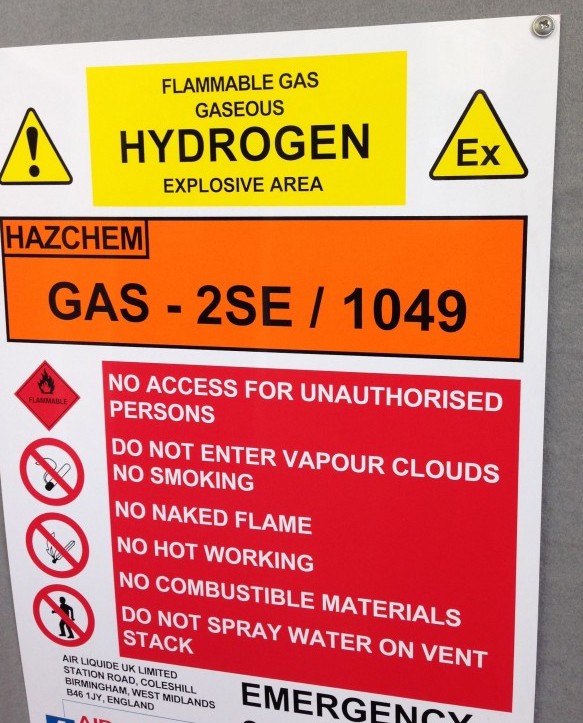 FLAMMABLE GAS
GASEOUS
HYDROGEN
EXPLOSIVE AREA
Ex
HAZCHEM
GAS - 2SE / 1049
FLAMMABLE
NO ACCESS FOR UNAUTHORISED
PERSONS
DO NOT ENTER VAPOUR CLOUDS
NO SMOKING
NO NAKED FLAME
NO HOT WORKING
NO COMBUSTIBLE MATERIALS
DO NOT SPRAY WATER ON VENT
STACK
AIR LIQUIDE UK LIMITED
STATION ROAD, COLESHILL
BIRMINGHAM, WEST MIDLANDS
B46 1JY, ENGLAND
EMERGENCY
AIR